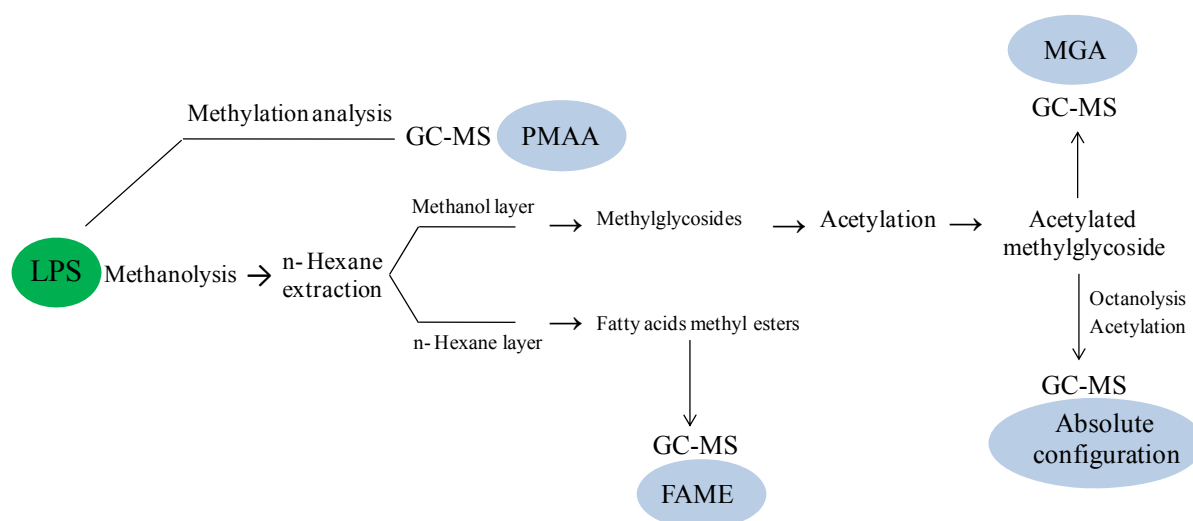 MGA
GC-MS
Methylation analysis
GC-MS
PMAA
Methanol layer
Methylglycosides
Acetylation
Acetylated
methylglycoside
LPS
Methanolysis
n- Hexane
extraction
Octanolysis
Acetylation
n- Hexane layer
Fatty acids methyl esters
GC-MS
Absolute
configuration
GC-MS
FAME